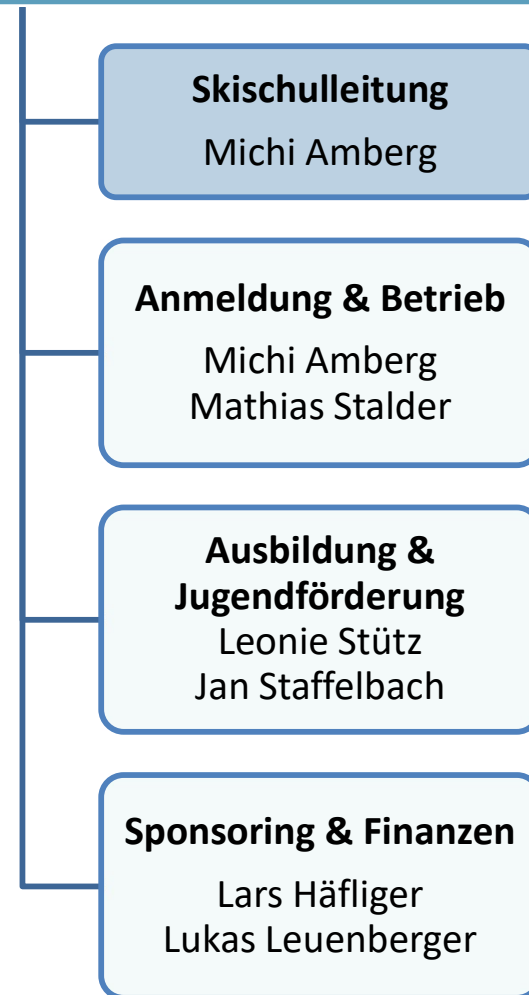 Skischulleitung
Michi Amberg
Anmeldung & Betrieb
Michi Amberg
Mathias Stalder
Ausbildung &
Jugendförderung
Leonie Stütz
Jan Staffelbach
Sponsoring & Finanzen
Lars Häfliger
Lukas Leuenberger